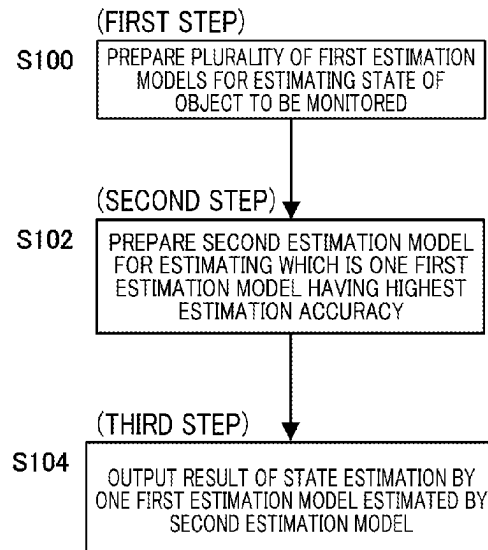 (FIRST STEP)
S100
PREPARE PLURALITY OF FIRST ESTIMATION
MODELS FOR ESTIMATING STATE OF
OBJECT TO BE MONITORED
(SECOND STEP)
S102
PREPARE SECOND ESTIMATION MODEL
FOR ESTIMATING WHICH IS ONE FIRST
ESTIMATION MODEL HAVING HIGHEST
ESTIMATION ACCURACY
(THIRD STEP)
S104
OUTPUT RESULT OF STATE ESTIMATION BY
ONE FIRST ESTIMATION MODEL ESTIMATED BY
SECOND ESTIMATION MODEL